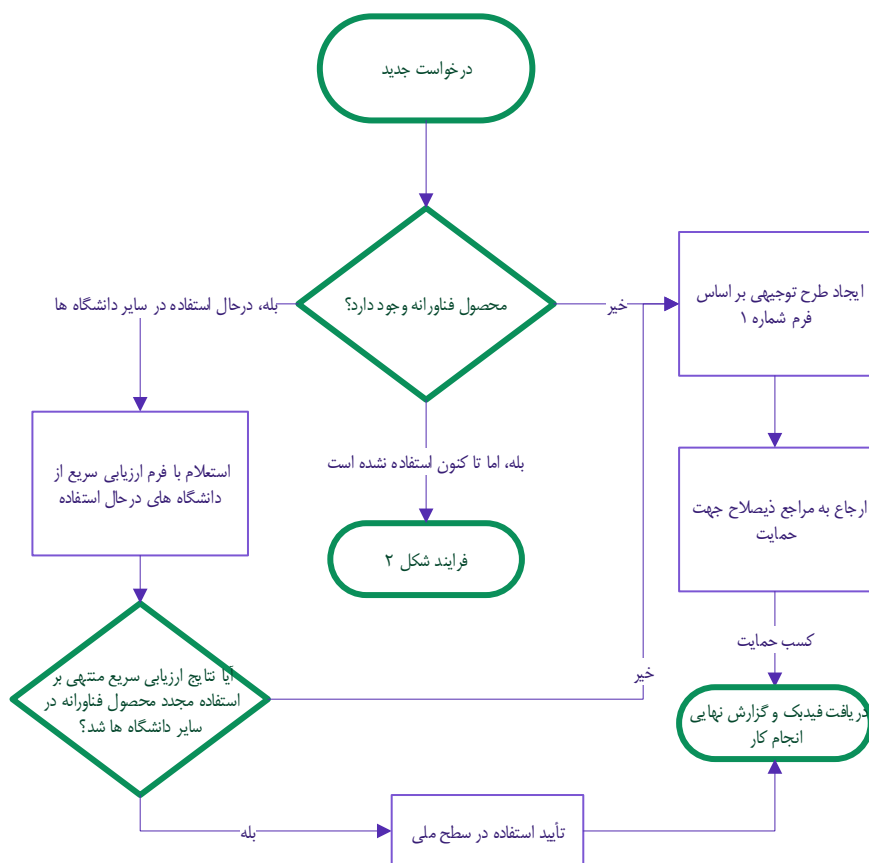 درخواست جدید
محصول فناورانه وجود دارد؟
بله، درحال استفاده در سایر دانشگاه ها
خیر
ایجاد طرح توجیهی بر اساس
فرم شماره ۱
بله، اما تا کنون استفاده نشده است
فرایند شکل ۲
استعلام با فرم ارزیابی سریع از
دانشگاه های درحال استفاده
ارجاع به مراجع ذیصلاح جهت
حمایت
کسب حمایت
آیا نتایج ارزیابی سریع منتهی بر
استفاده مجدد محصول فناورانه در
سایر دانشگاه ها شد؟
خیر
دریافت فیدبک و گزارش نهایی
انجام کار
بله
تأیید استفاده در سطح ملی